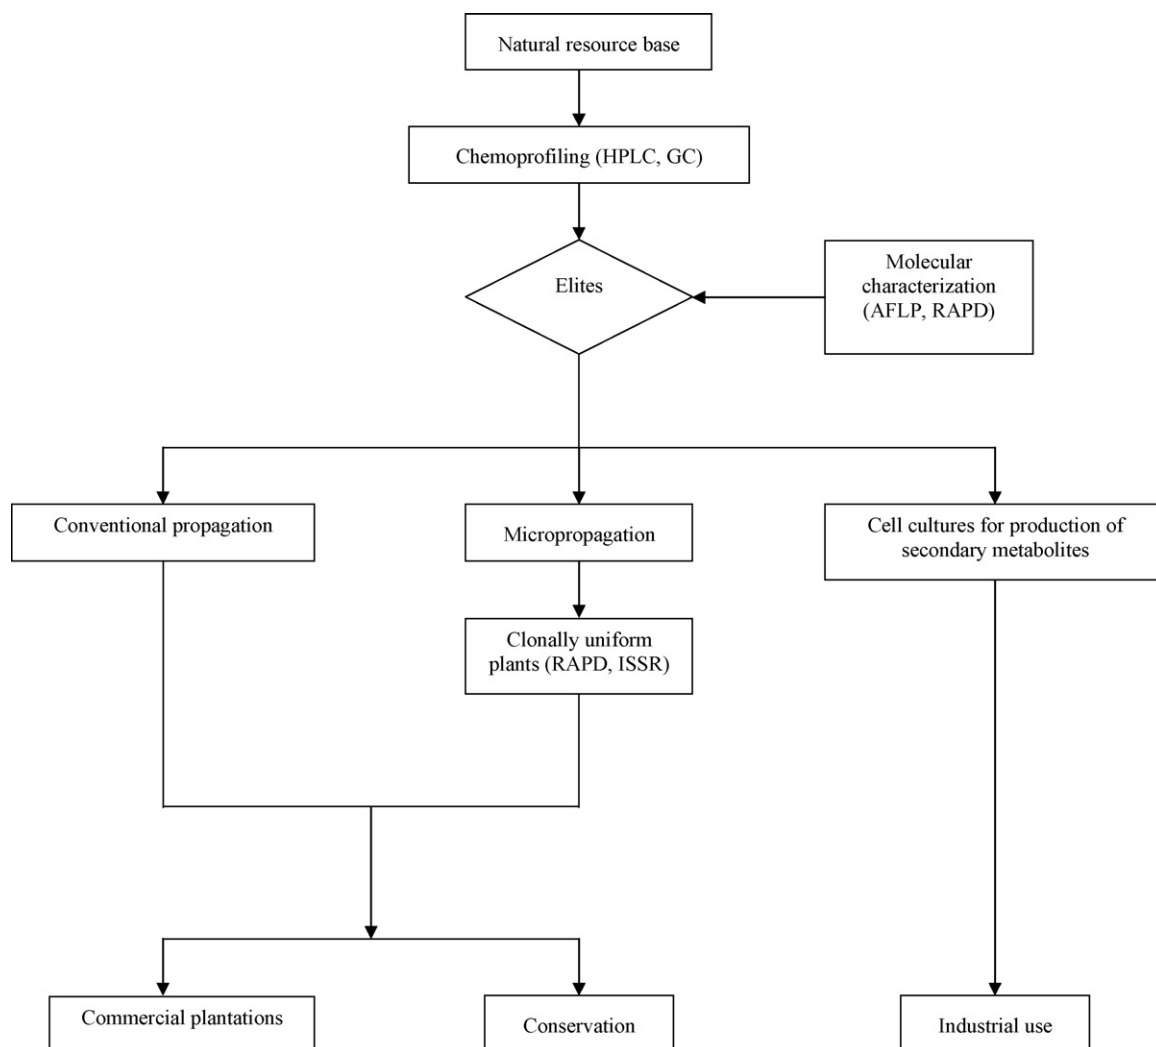 Natural resource base
Chemoprofiling (HPLC, GC)
Elites
Molecular
characterization
(AFLP, RAPD)
Conventional propagation
Micropropagation
Cell cultures for production of
secondary metabolites
Clonally uniform
plants (RAPD, ISSR)
Commercial plantations
Conservation
Industrial use